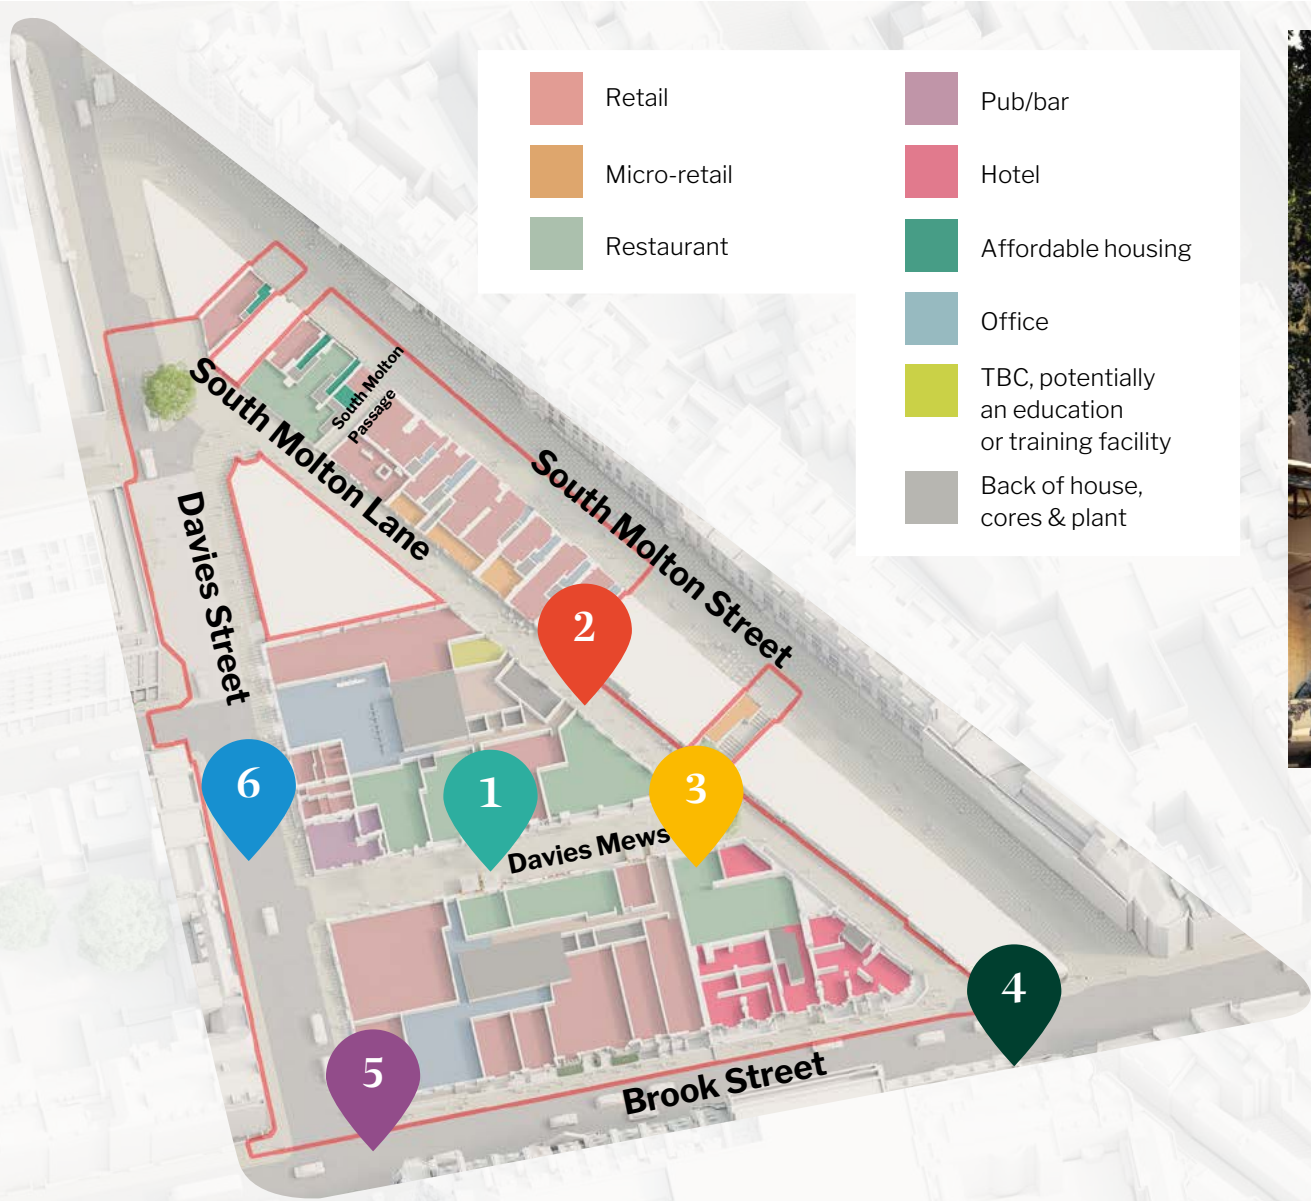 Retail
Micro-retail
Restaurant
Pub/bar
Hotel
Affordable housing
Office
TBC, potentially
an education
or training facility
Back of house,
cores & plant
South Molton
Passage
South Molton Lane
South Molton Street
Davies Street
2
6
1
3
Davies Mews
4
5
Brook Street